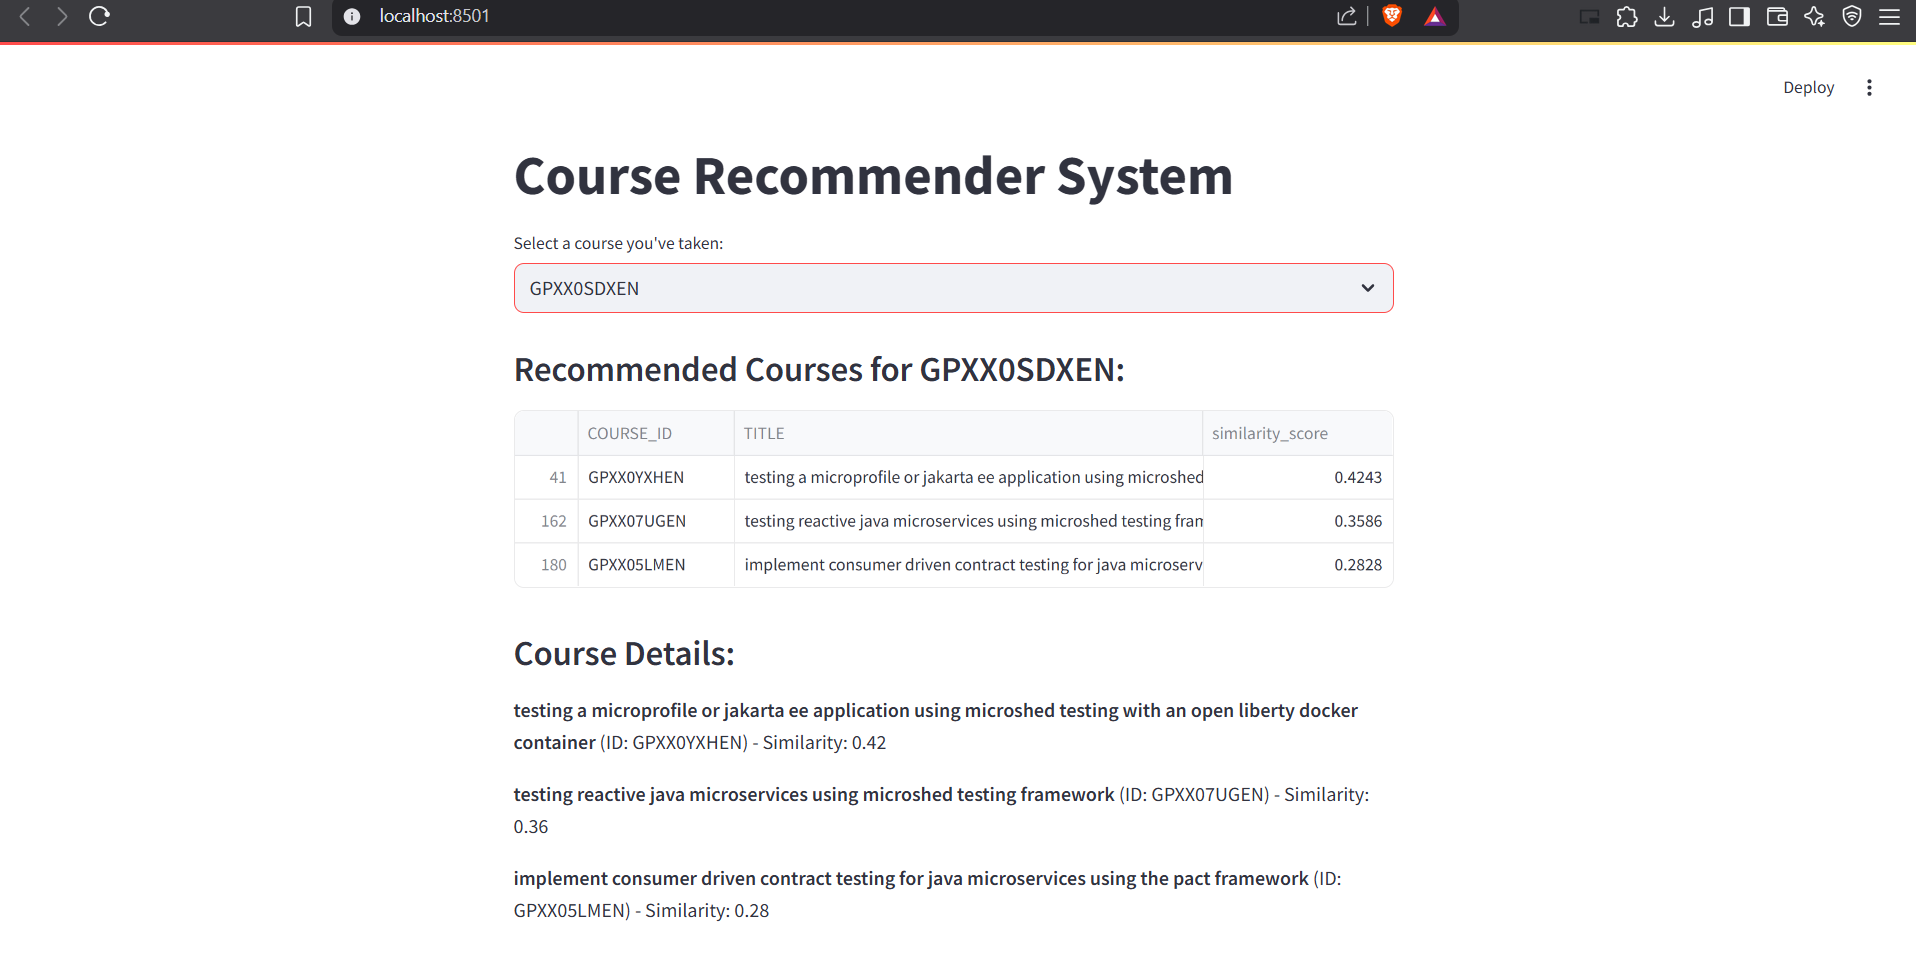 localhost:8501
Deploy
Course Recommender System
Select a course you've taken:
GPXX0SDXEN
Recommended Courses for GPXX0SDXEN:
COURSE_ID TITLE similarity_score
41 GPXX0YXHEN testing a microprofile or jakarta ee application using microshed 0.4243
162 GPXX07UGEN testing reactive java microservices using microshed testing fram 0.3586
180 GPXX05LMEN implement consumer driven contract testing for java microserv 0.2828
Course Details:
testing a microprofile or jakarta ee application using microshed testing with an open liberty docker
container (ID: GPXX0YXHEN) - Similarity: 0.42
testing reactive java microservices using microshed testing framework (ID: GPXX07UGEN) - Similarity:
0.36
implement consumer driven contract testing for java microservices using the pact framework (ID:
GPXX05LMEN) - Similarity: 0.28